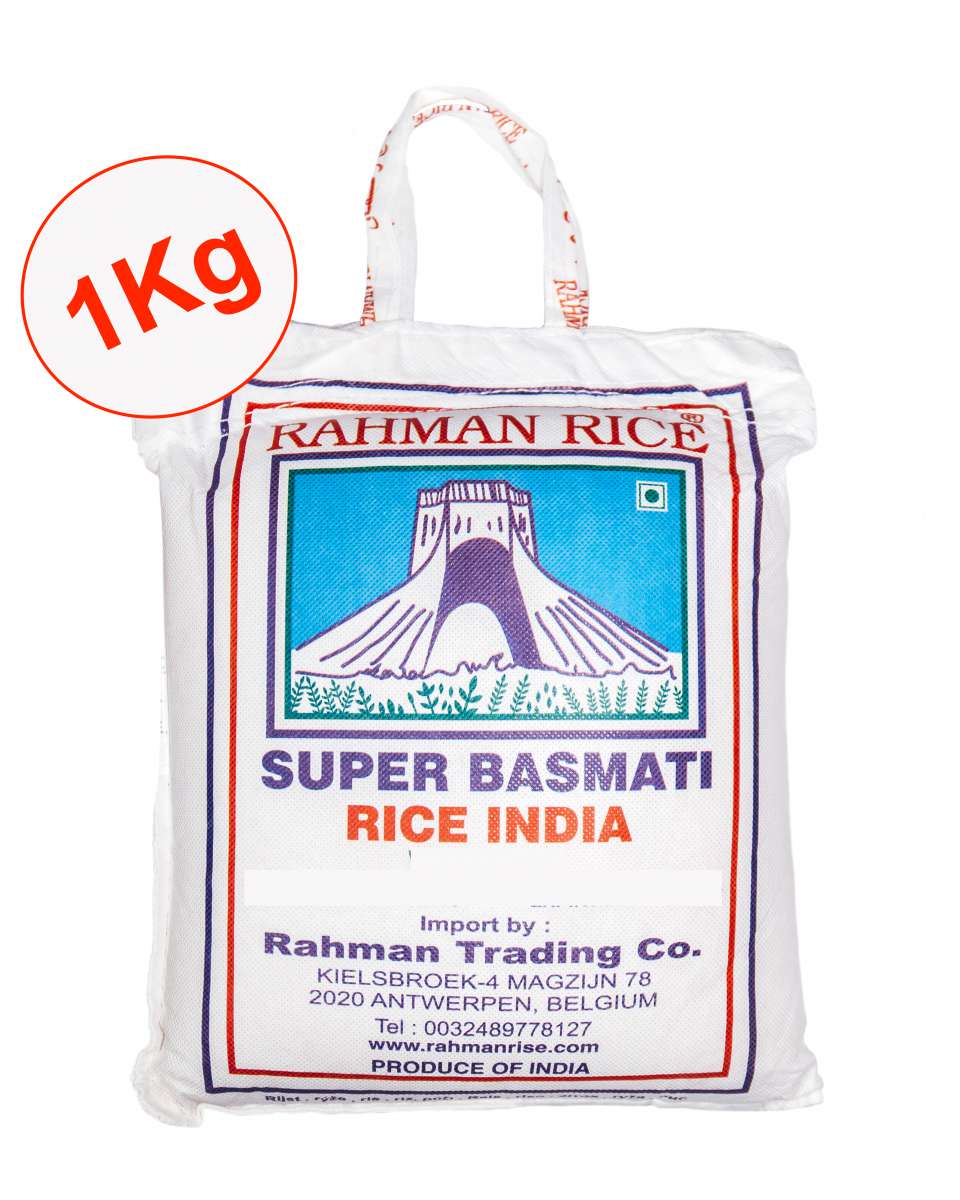 1Kg
RAHMAN RICE®
SUPER BASMATI
RICE INDIA
Import by :
Rahman Trading Co.
KIELSBROEK-4 MAGZIJN 78
2020 ANTWERPEN, BELGIUM
Tel : 0032489778127
www.rahmanrise.com
PRODUCE OF INDIA